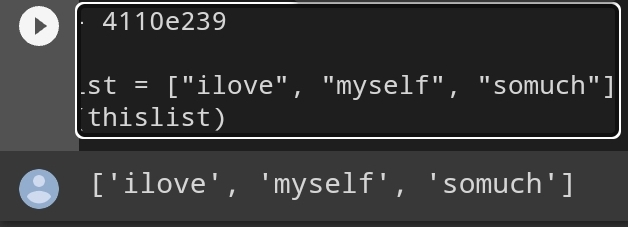 4110e239
st = ["ilove", "myself", "somuch"]
(thislist)
['ilove', 'myself', 'somuch']